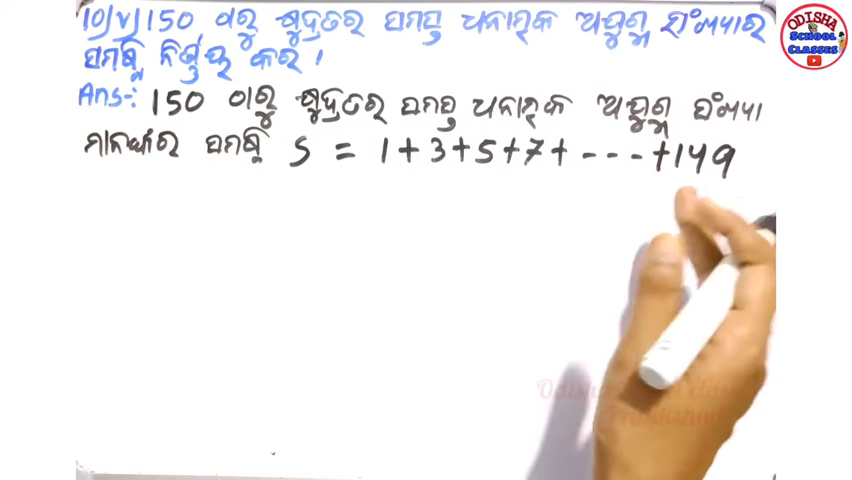 10/v/150 ଠାରୁ କ୍ଷୁଦ୍ରତର ସମସ୍ତ ଧନାତ୍ମକ ଅଯୁଗ୍ମ ସଂଖ୍ୟାର
ସମଷ୍ଟି ନିର୍ଣ୍ଣୟ କର ।
Ans-: 150 ଠାରୁ କ୍ଷୁଦ୍ରତର ସମସ୍ତ ଧନାତ୍ମକ ଅଯୁଗ୍ମ ସଂଖ୍ୟା
ମାନଙ୍କର ସମଷ୍ଟି S = 1+3+5+7+----+149
ODISHA
SCHOOL
CLASSES